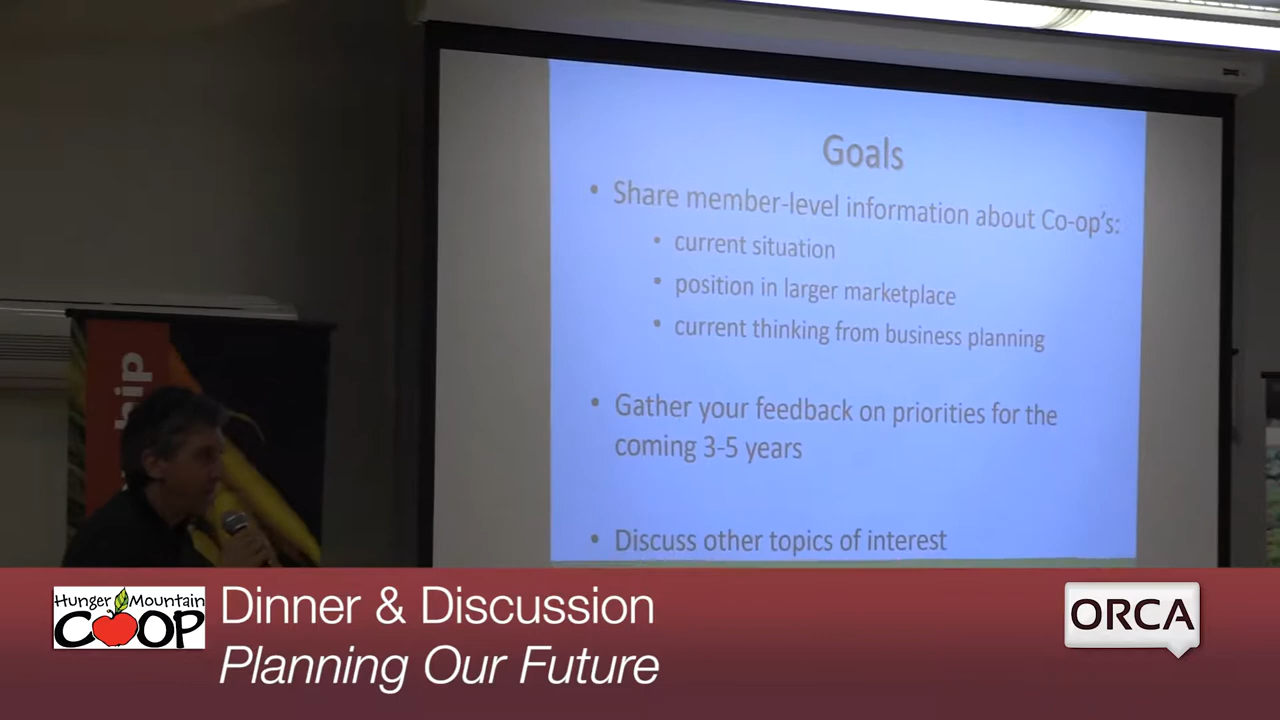 Goals
• Share member-level information about Co-op's:
• current situation
• position in larger marketplace
• current thinking from business planning
• Gather your feedback on priorities for the
coming 3-5 years
• Discuss other topics of interest
hip
Hunger Mountain
COOP
Dinner & Discussion
Planning Our Future
ORCA